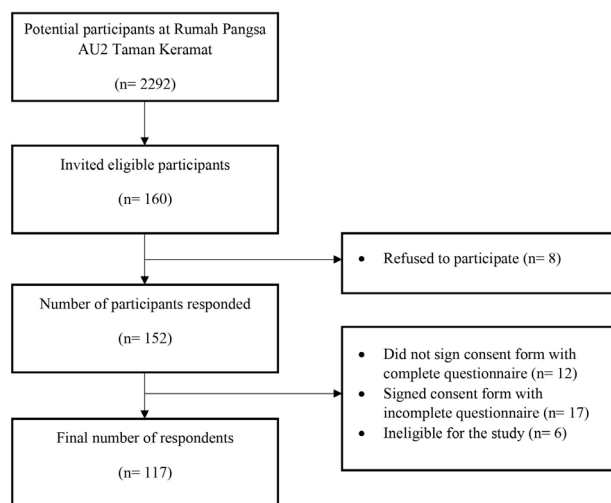 Potential participants at Rumah Pangsa
AU2 Taman Keramat
(n= 2292)
Invited eligible participants
(n= 160)
• Refused to participate (n= 8)
Number of participants responded
(n= 152)
• Did not sign consent form with
complete questionnaire (n= 12)
• Signed consent form with
incomplete questionnaire (n= 17)
• Ineligible for the study (n= 6)
Final number of respondents
(n= 117)